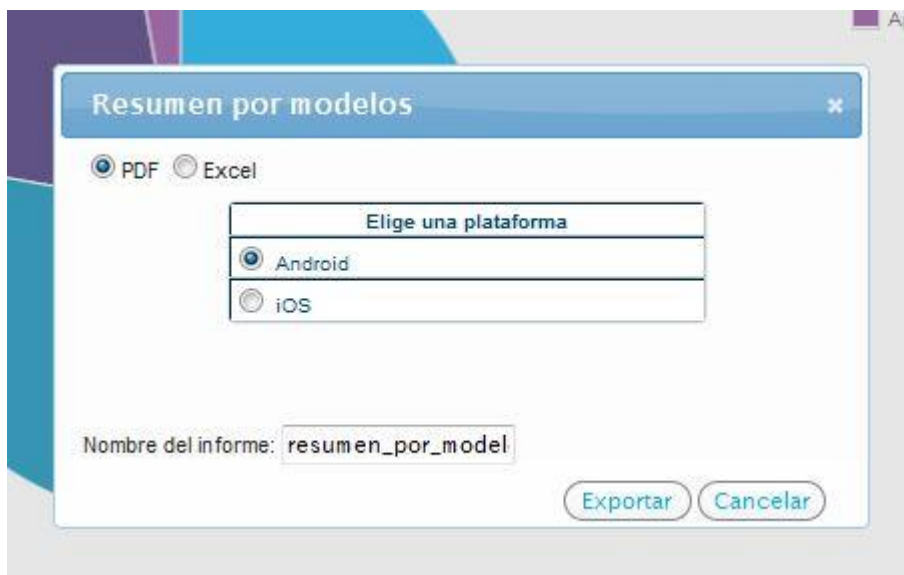 Resumen por modelos
PDF Excel
Elige una plataforma
Android
iOS
Nombre del informe: resumen_por_model
Exportar Cancelar